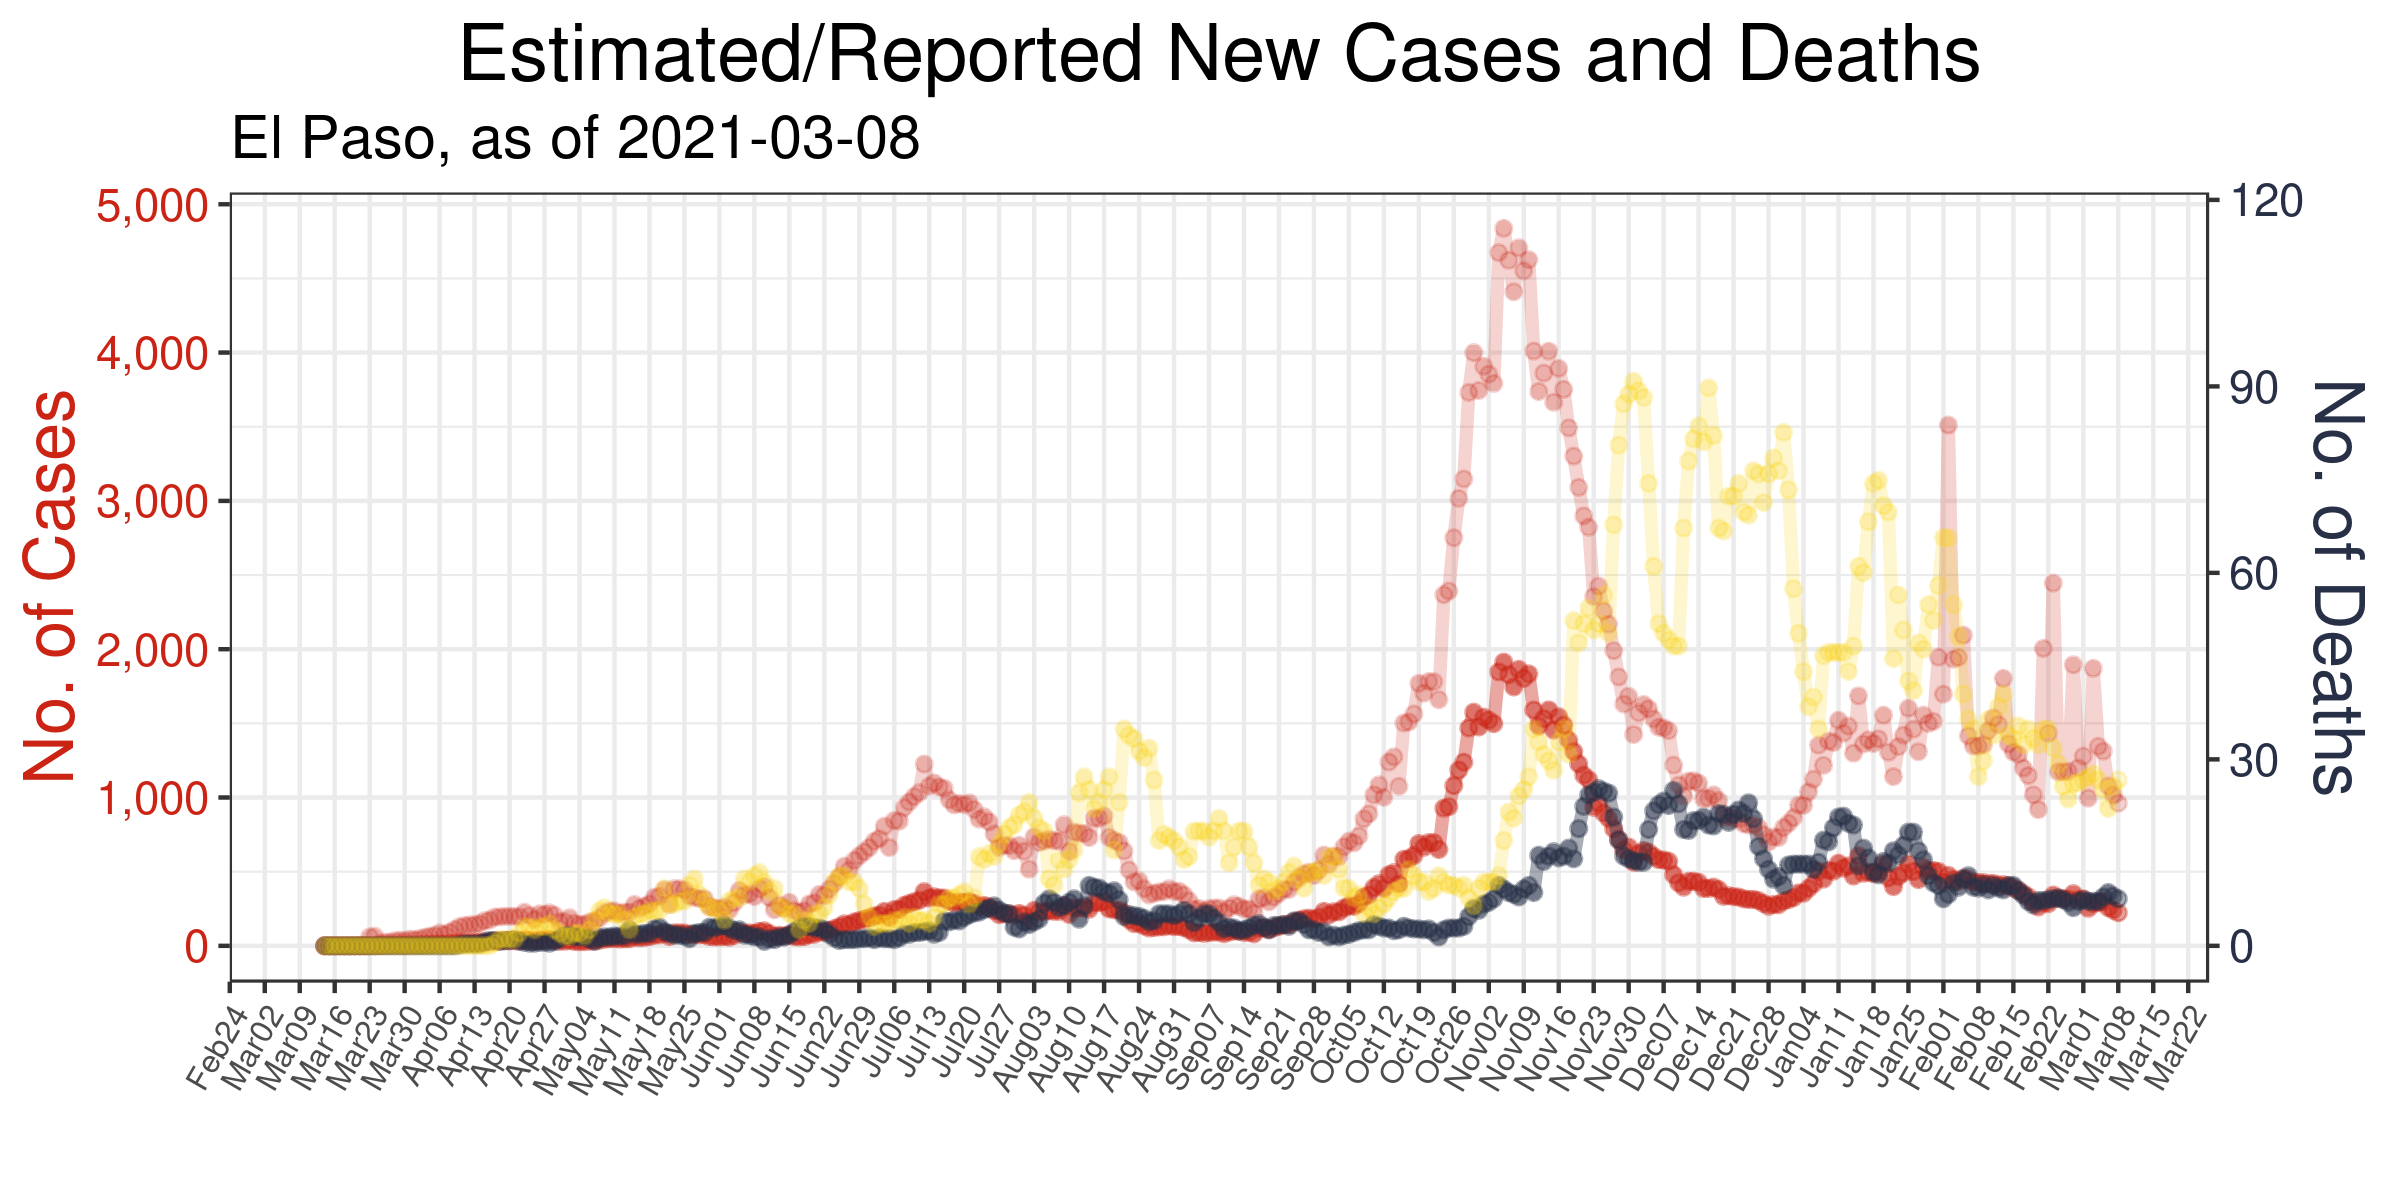 Estimated/Reported New Cases and Deaths
El Paso, as of 2021-03-08
No. of Cases
5,000
4,000
3,000
2,000
1,000
0
120
90
60
30
0
No. of Deaths
Feb24
Mar02
Mar09
Mar16
Mar23
Mar30
Apr06
Apr13
Apr20
Apr27
May04
May11
May18
May25
Jun01
Jun08
Jun15
Jun22
Jun29
Jul06
Jul13
Jul20
Jul27
Aug03
Aug10
Aug17
Aug24
Aug31
Sep07
Sep14
Sep21
Sep28
Oct05
Oct12
Oct19
Oct26
Nov02
Nov09
Nov16
Nov23
Nov30
Dec07
Dec14
Dec21
Dec28
Jan04
Jan11
Jan18
Jan25
Feb01
Feb08
Feb15
Feb22
Mar01
Mar08
Mar15
Mar22